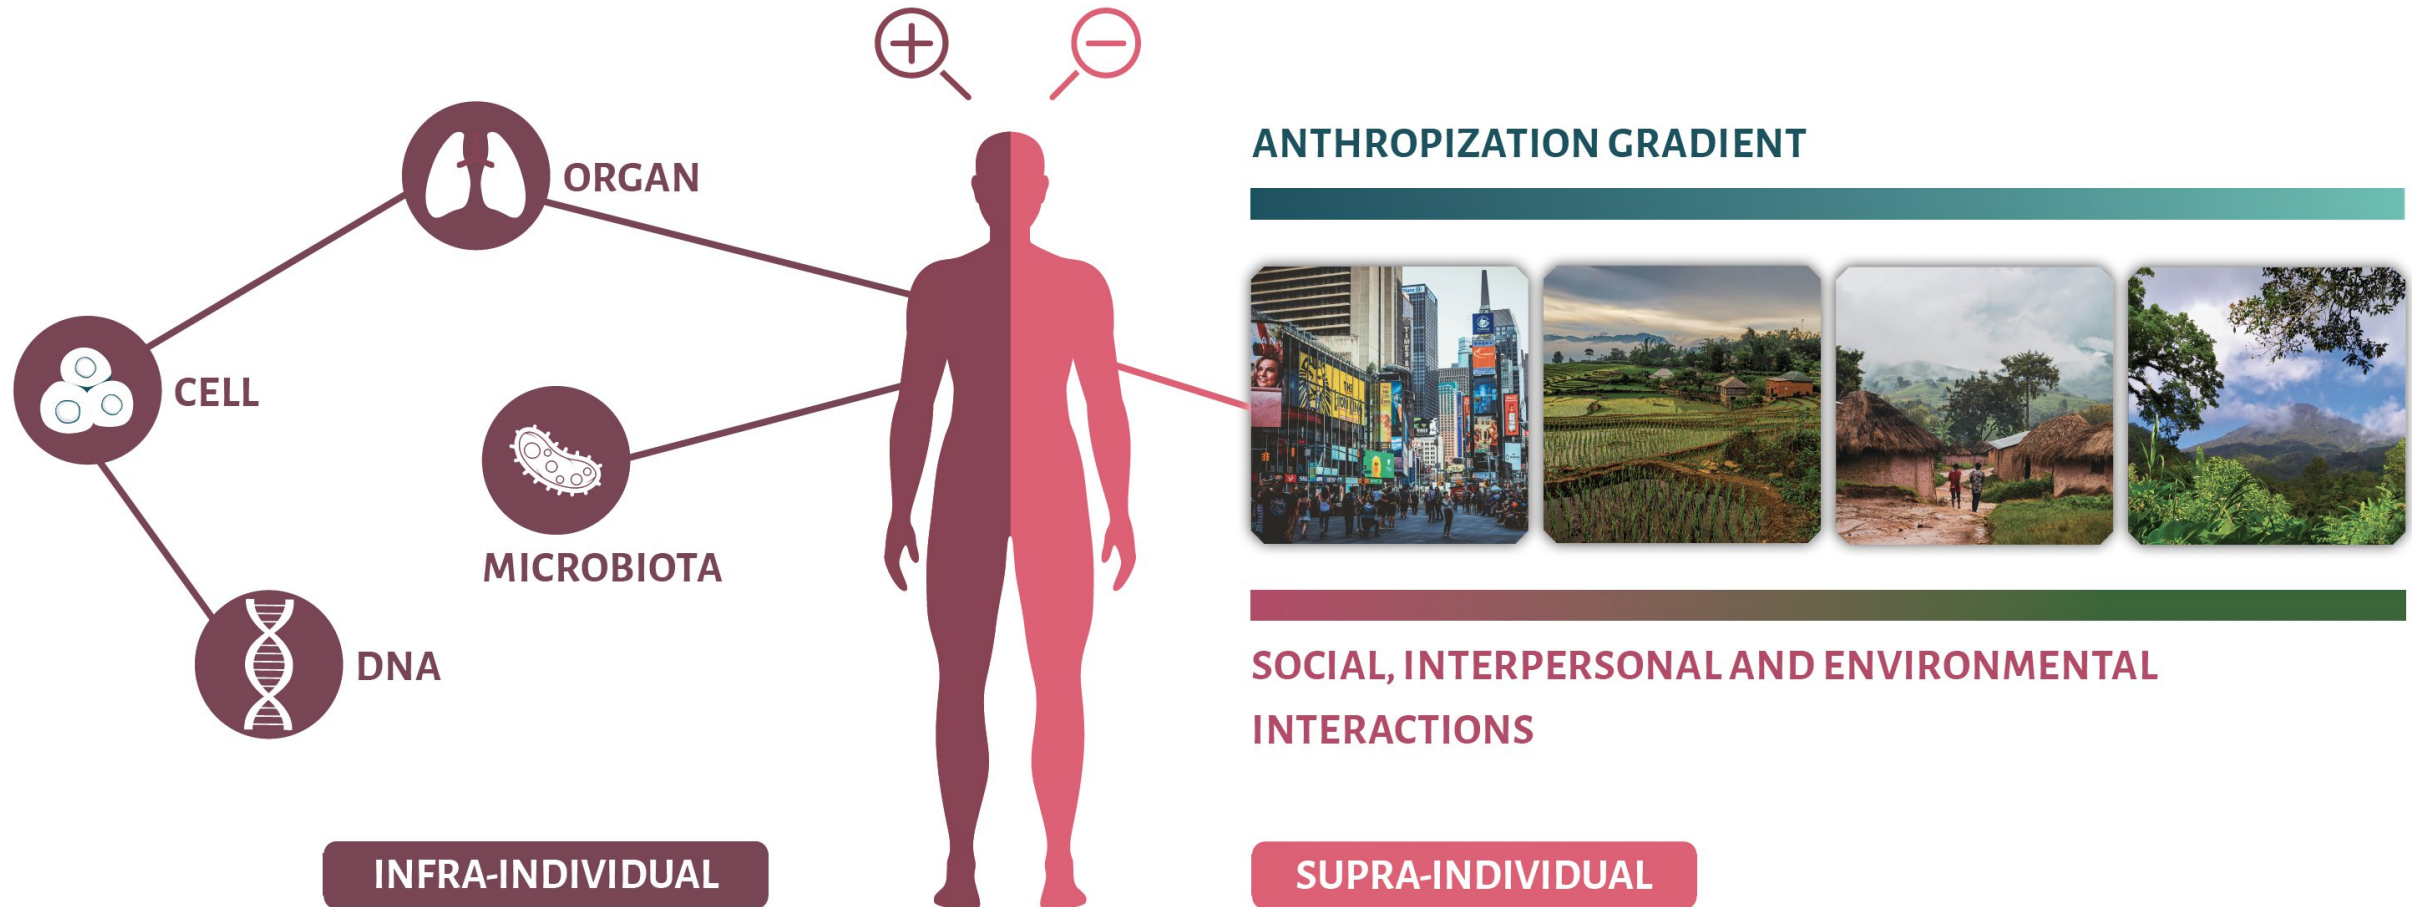 ORGAN
CELL
MICROBIOTA
DNA
INFRA-INDIVIDUAL
ANTHROPIZATION GRADIENT
SOCIAL, INTERPERSONAL AND ENVIRONMENTAL
INTERACTIONS
SUPRA-INDIVIDUAL